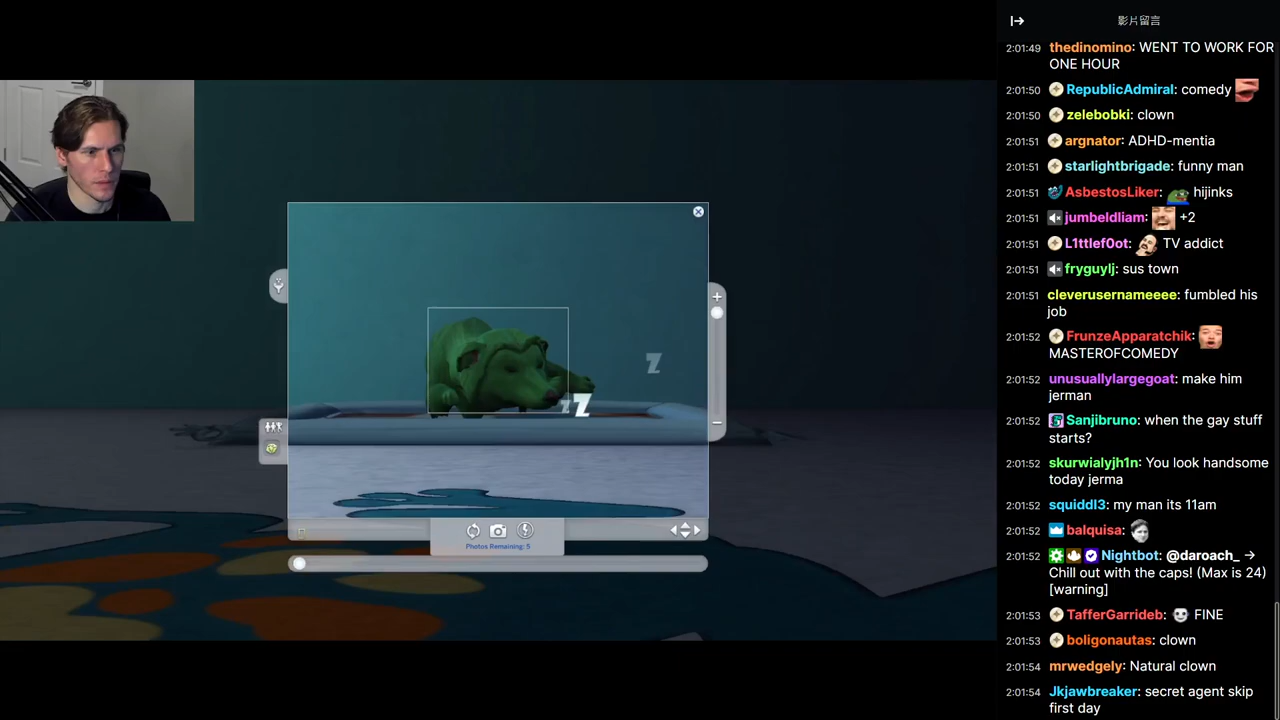 Z
Z
Z
Photos Remaining: 5
影片留言
2:01:49 thedinomino: WENT TO WORK FOR
ONE HOUR
2:01:50 RepublicAdmiral: comedy
2:01:50 zelebobki: clown
2:01:51 argnator: ADHD-mentia
2:01:51 starlightbrigade: funny man
2:01:51 AsbestosLiker: hijinks
2:01:51 jumbeldliam: +2
2:01:51 L1ttlef0ot: TV addict
2:01:51 fryguylj: sus town
2:01:51 cleverusernameeee: fumbled his
job
2:01:52 FrunzeApparatchik:
MASTEROFCOMEDY
2:01:52 unusuallylargegoat: make him
jerman
2:01:52 Sanjibruno: when the gay stuff
starts?
2:01:52 skurwialyjh1n: You look handsome
today jerma
2:01:52 squiddl3: my man its 11am
2:01:52 balquisa:
2:01:52 Nightbot: @daroach_ →
Chill out with the caps! (Max is 24)
[warning]
2:01:53 TafferGarrideb: FINE
2:01:53 boligonautas: clown
2:01:54 mrwedgely: Natural clown
2:01:54 Jkjawbreaker: secret agent skip
first day